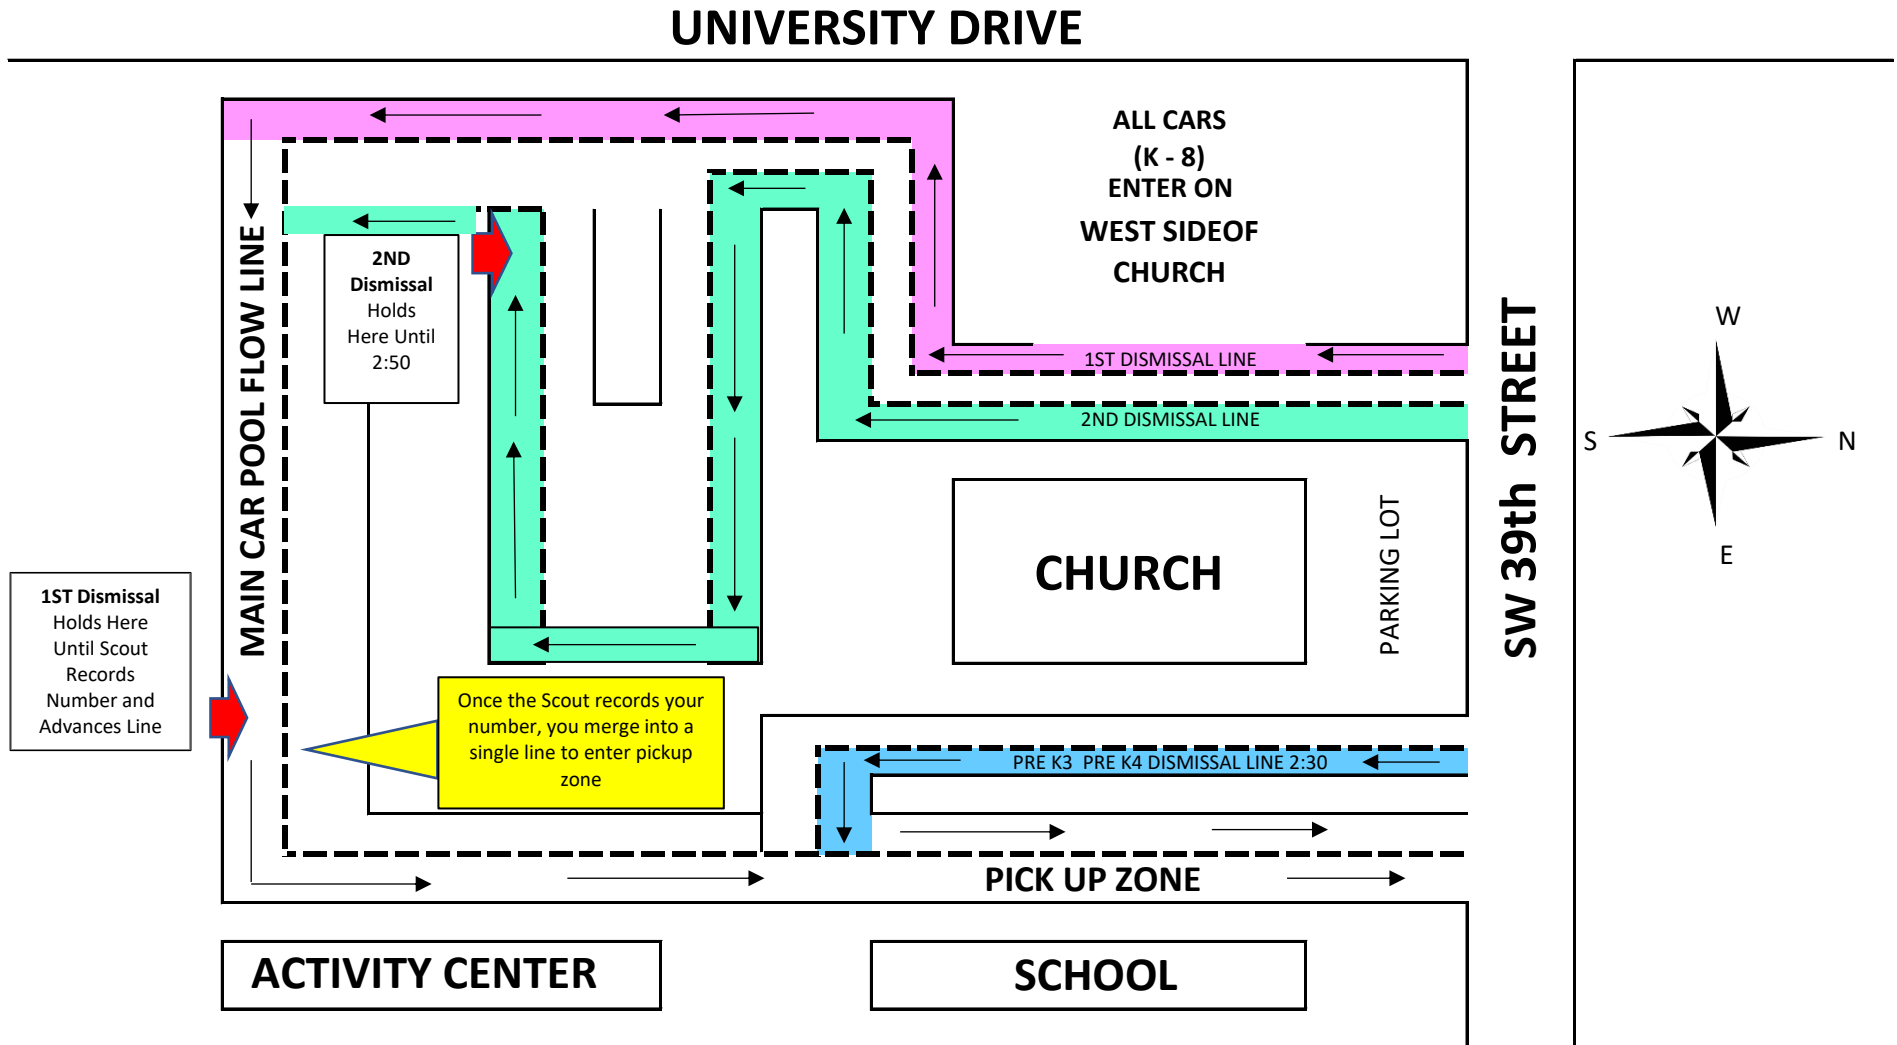 UNIVERSITY DRIVE
ALL CARS
(K - 8)
ENTER ON
WEST SIDEOF
CHURCH
MAIN CAR POOL FLOW LINE
2ND
Dismissal
Holds
Here Until
2:50
1ST DISMISSAL LINE
2ND DISMISSAL LINE
SW 39th STREET
W
S
N
E
CHURCH
PARKING LOT
1ST Dismissal
Holds Here
Until Scout
Records
Number and
Advances Line
Once the Scout records your
number, you merge into a
single line to enter pickup
zone
PRE K3 PRE K4 DISMISSAL LINE 2:30
PICK UP ZONE
ACTIVITY CENTER
SCHOOL